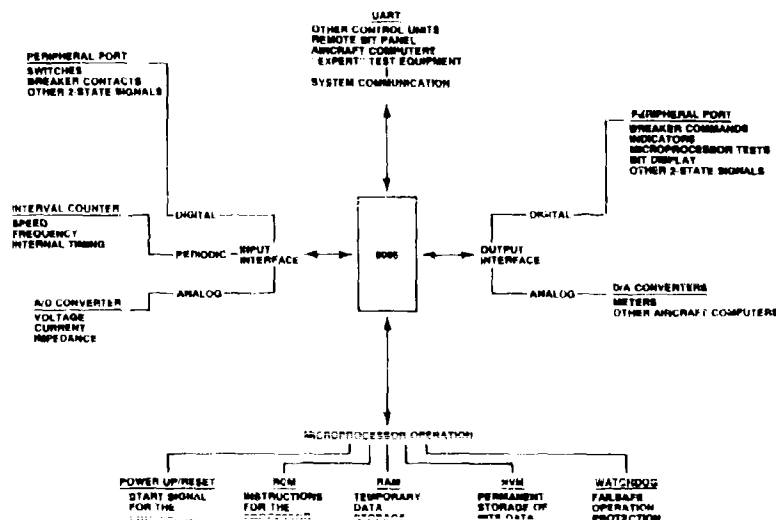 UART
OTHER CONTROL UNITS
REMOTE BIT PANEL
AIRCRAFT COMPUTERS
"EXPERT" TEST EQUIPMENT
SYSTEM COMMUNICATION
PERIPHERAL PORT
SWITCHES
BREAKER CONTACTS
OTHER 2-STATE SIGNALS
PERIPHERAL PORT
BREAKER COMMANDS
INDICATORS
MICROPROCESSOR TESTS
BIT DISPLAY
OTHER 2-STATE SIGNALS
INTERVAL COUNTER
SPEED
FREQUENCY
INTERNAL TIMING
DIGITAL
PERIODIC
ANALOG
INPUT
INTERFACE
OUTPUT
INTERFACE
DIGITAL
ANALOG
A/D CONVERTER
VOLTAGE
CURRENT
IMPEDANCE
D/A CONVERTERS
METERS
OTHER AIRCRAFT COMPUTERS
MICROPROCESSOR OPERATION
POWER UP/RESET
START SIGNAL
FOR THE
ROM
INSTRUCTIONS
FOR THE
PROCESSOR
RAM
TEMPORARY
DATA
STORAGE
NVM
PERMANENT
STORAGE OF
DATA
WATCHDOG
FAILSAFE
OPERATION
PROTECTION